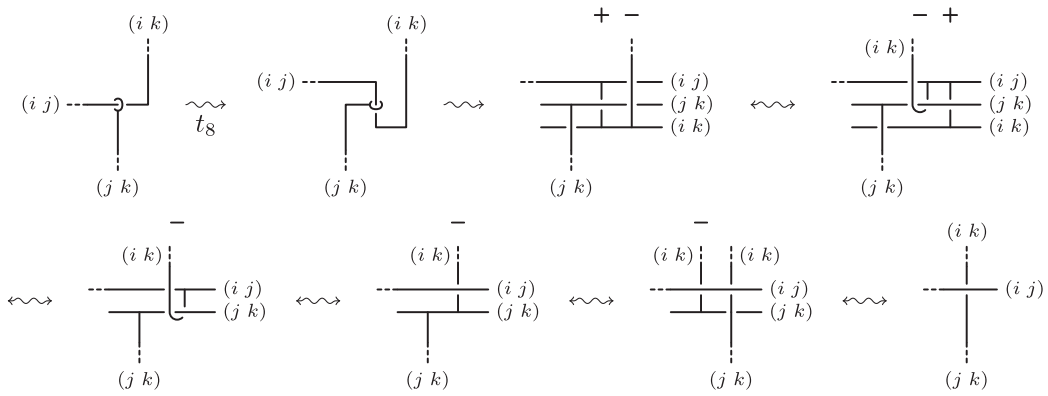 (i k)
(i j)
(j k)
t₈
(i k)
(i j)
(j k)
+ −
(i j)
(j k)
(i k)
(j k)
− +
(i k)
(i j)
(j k)
(i k)
(j k)
−
(i k)
(i j)
(j k)
(j k)
−
(i k)
(i j)
(j k)
(j k)
−
(i k) (i k)
(i j)
(j k)
(j k)
(i k)
(i j)
(j k)